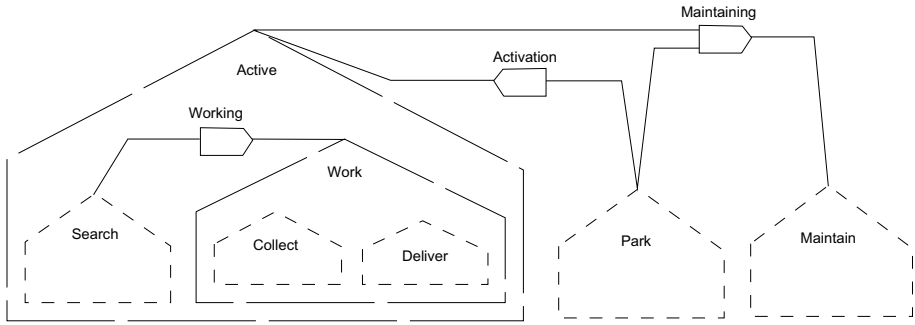 Maintaining
Activation
Active
Working
Work
Search
Collect
Deliver
Park
Maintain